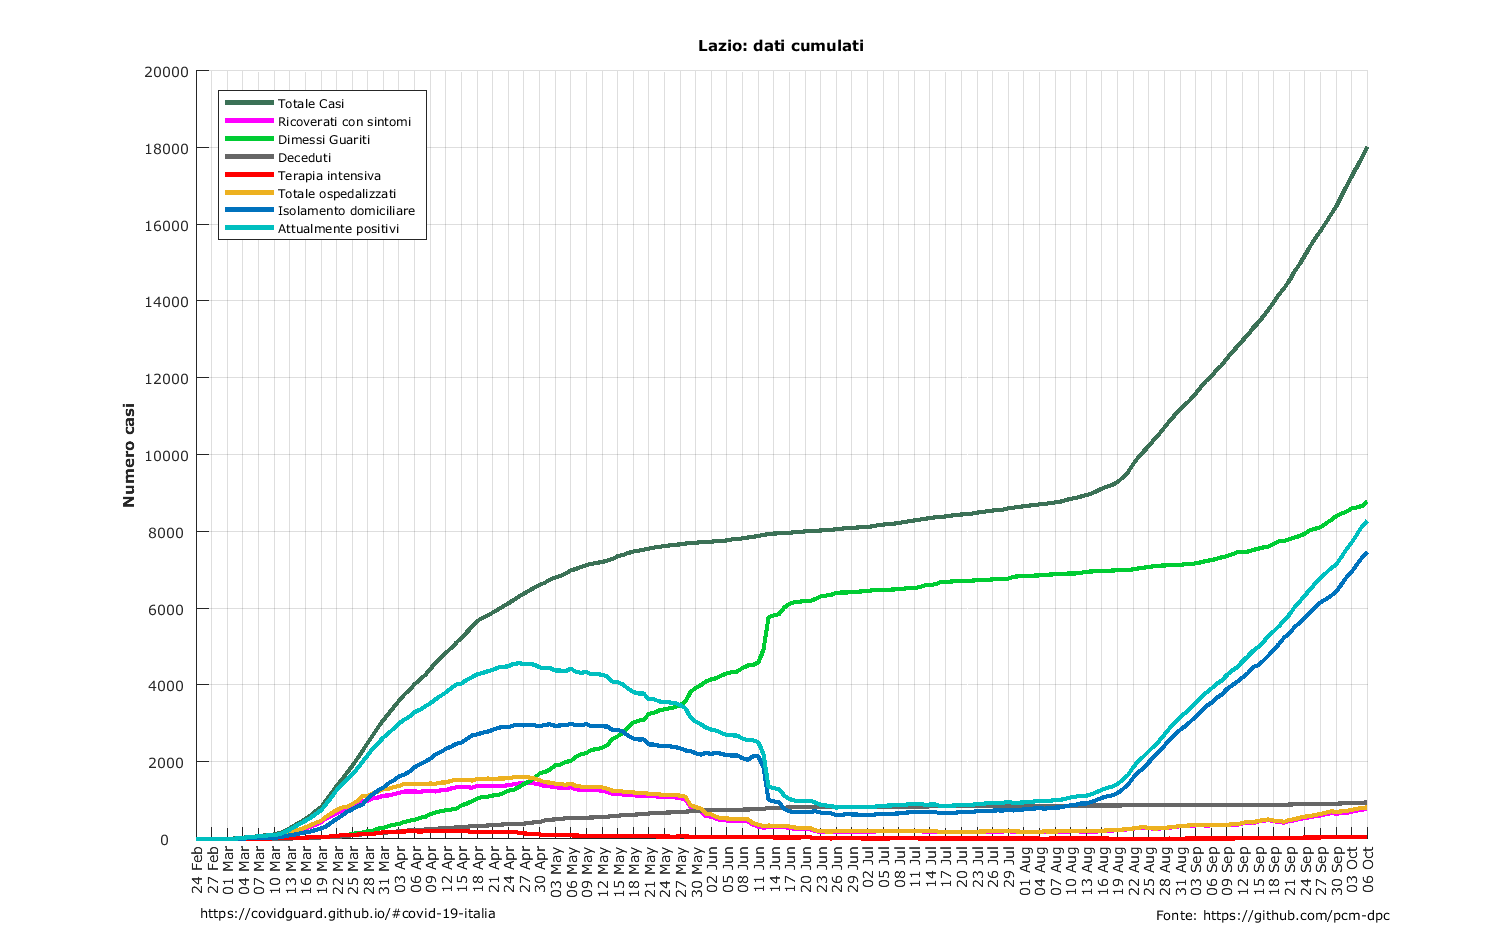 Lazio: dati cumulati
20000
18000
16000
14000
12000
10000
8000
6000
4000
2000
0
Numero casi
Totale Casi
Ricoverati con sintomi
Dimessi Guariti
Deceduti
Terapia intensiva
Totale ospedalizzati
Isolamento domiciliare
Attualmente positivi
24 Feb
27 Feb
01 Mar
04 Mar
07 Mar
10 Mar
13 Mar
16 Mar
19 Mar
22 Mar
25 Mar
28 Mar
31 Mar
03 Apr
06 Apr
09 Apr
12 Apr
15 Apr
18 Apr
21 Apr
24 Apr
27 Apr
30 Apr
03 May
06 May
09 May
12 May
15 May
18 May
21 May
24 May
27 May
30 May
02 Jun
05 Jun
08 Jun
11 Jun
14 Jun
17 Jun
20 Jun
23 Jun
26 Jun
29 Jun
02 Jul
05 Jul
08 Jul
11 Jul
14 Jul
17 Jul
20 Jul
23 Jul
26 Jul
29 Jul
01 Aug
04 Aug
07 Aug
10 Aug
13 Aug
16 Aug
19 Aug
22 Aug
25 Aug
28 Aug
31 Aug
03 Sep
06 Sep
09 Sep
12 Sep
15 Sep
18 Sep
21 Sep
24 Sep
27 Sep
30 Sep
03 Oct
06 Oct
https://covidguard.github.io/#covid-19-italia
Fonte: https://github.com/pcm-dpc